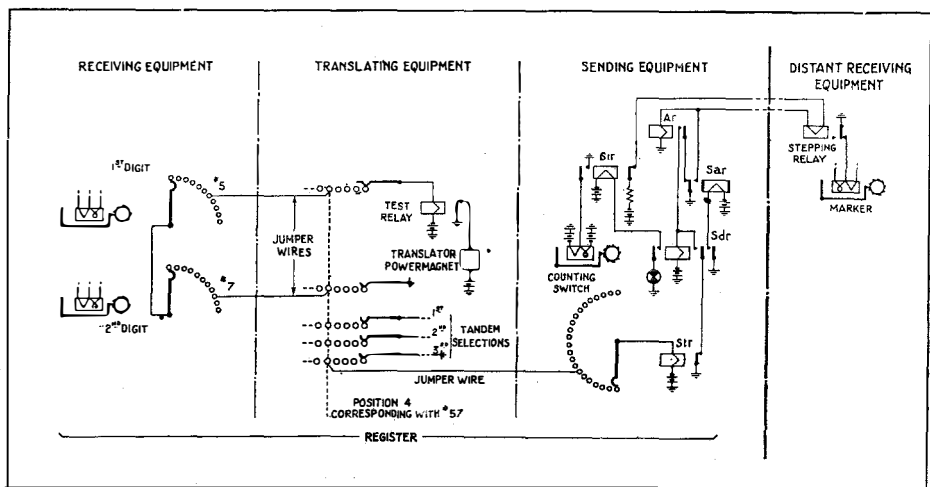 RECEIVING EQUIPMENT
TRANSLATING EQUIPMENT
SENDING EQUIPMENT
DISTANT RECEIVING
EQUIPMENT
1ST DIGIT
#5
JUMPER
WIRES
#7
2ND DIGIT
TEST
RELAY
TRANSLATOR
POWERMAGNET
1ST
2ND
3RD
TANDEM
SELECTIONS
JUMPER WIRE
POSITION 4
CORRESPONDING WITH #57
REGISTER
Ar
Sir
Sar
Sdr
COUNTING
SWITCH
Str
STEPPING
RELAY
MARKER